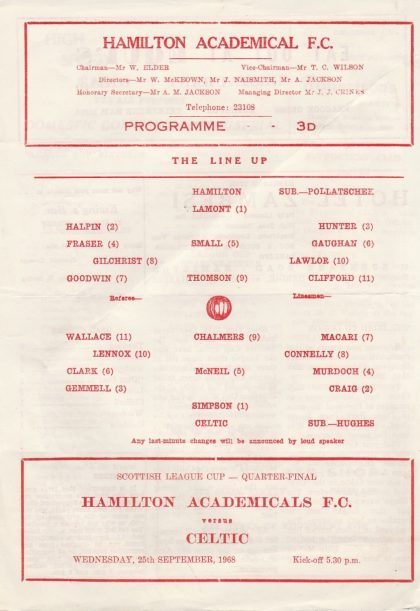 HAMILTON ACADEMICAL F.C.
Chairman—Mr W. ELDER Vice-Chairman—Mr T. C. WILSON
Directors—Mr W. McKEOWN, Mr J. NAISMITH, Mr A. JACKSON
Honorary Secretary—Mr A. M. JACKSON Managing Director Mr J. J. CRINES
Telephone: 23108
PROGRAMME - - 3D
THE LINE UP
HAMILTON SUB.—POLLATSCHEK
LAMONT (1)
HALPIN (2) HUNTER (3)
FRASER (4) SMALL (5) GAUGHAN (6)
GILCHRIST (8) LAWLOR (10)
GOODWIN (7) THOMSON (9) CLIFFORD (11)
Referee— Linesmen—
WALLACE (11) CHALMERS (9) MACARI (7)
LENNOX (10) CONNELLY (8)
CLARK (6) McNEIL (5) MURDOCH (4)
GEMMELL (3) CRAIG (2)
SIMPSON (1)
CELTIC SUB.—HUGHES
Any last-minute changes will be announced by loud speaker
SCOTTISH LEAGUE CUP — QUARTER-FINAL
HAMILTON ACADEMICALS F.C.
versus
CELTIC
WEDNESDAY, 25th SEPTEMBER, 1968 Kick-off 5.30 p.m.